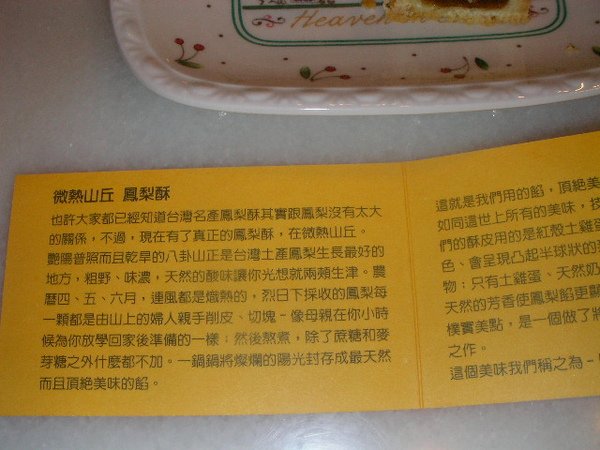 Heaven
微熱山丘 鳳梨酥
也許大家都已經知道台灣名產鳳梨酥其實跟鳳梨沒有太大
的關係，不過，現在有了真正的鳳梨酥，在微熱山丘。
艷陽普照而且乾旱的八卦山正是台灣土產鳳梨生長最好的
地方，粗野、味濃，天然的酸味讓你光想就兩頰生津。農
曆四、五、六月，連風都是熾熱的，烈日下採收的鳳梨每
一顆都是由山上的婦人親手削皮、切塊－像母親在你小時
候為你放學回家後準備的一樣；然後熬煮，除了蔗糖和麥
芽糖之外什麼都不加。一鍋鍋將燦爛的陽光封存成最天然
而且頂絕美味的餡。
這就是我們用的餡，頂絕美
如同這世上所有的美味，技
們的酥皮用的是紅殼土雞蛋
色、會呈現凸起半球狀的
物；只有土雞蛋、天然奶
天然的芳香使鳳梨餡更顯
樸實美點，是一個做了將
之作。
這個美味我們稱之為－